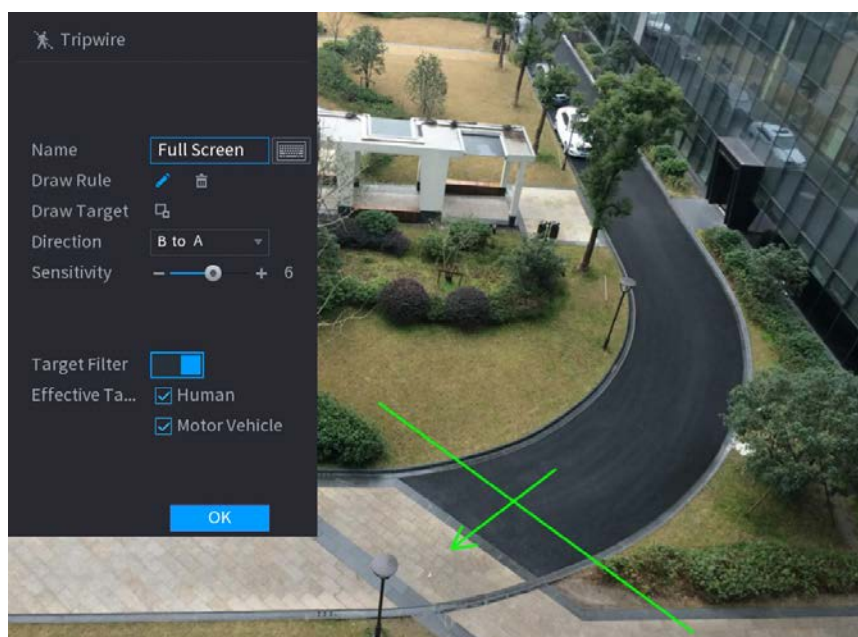 Tripwire
Name Full Screen
Draw Rule
Draw Target
Direction B to A
Sensitivity 6
Target Filter
Effective Ta... Human
Motor Vehicle
OK